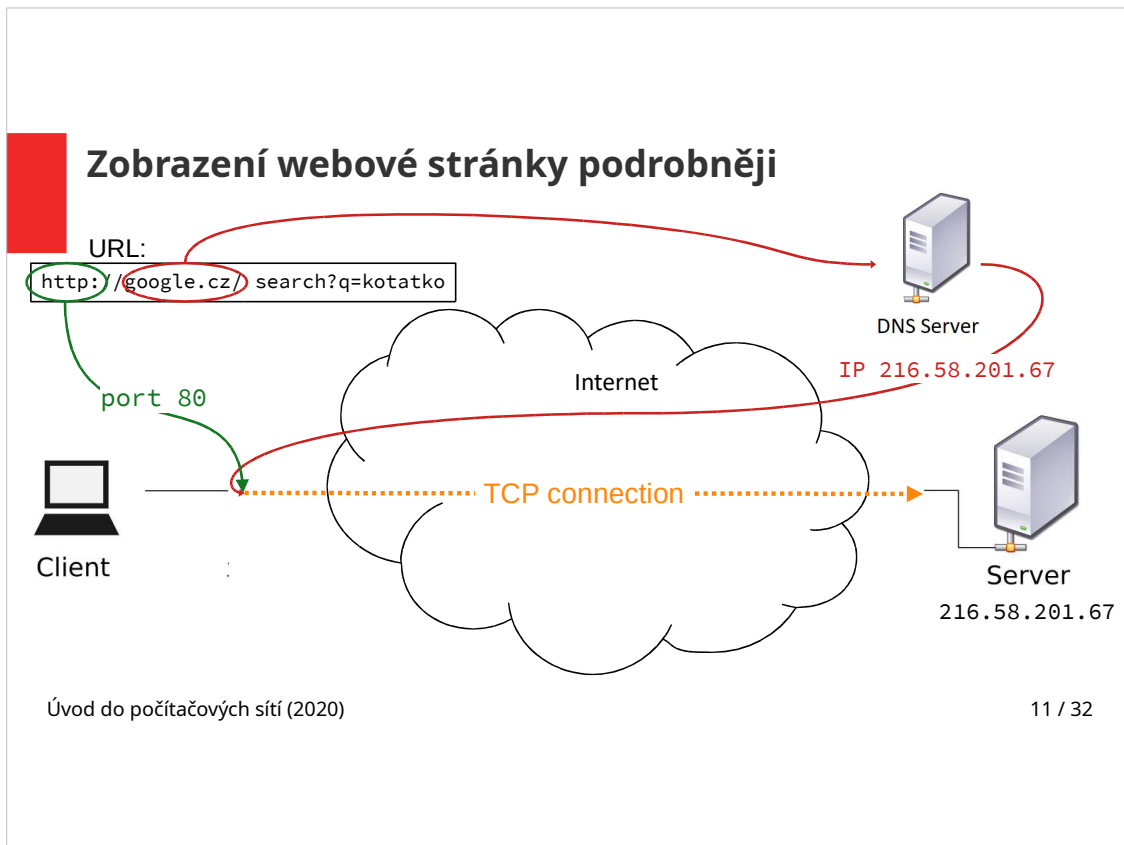 Zobrazení webové stránky podrobněji
URL:
http://google.cz/ search?q=kotatko
DNS Server
IP 216.58.201.67
Internet
port 80
TCP connection
Client
:
Server
216.58.201.67
Úvod do počítačových sítí (2020)
11 / 32